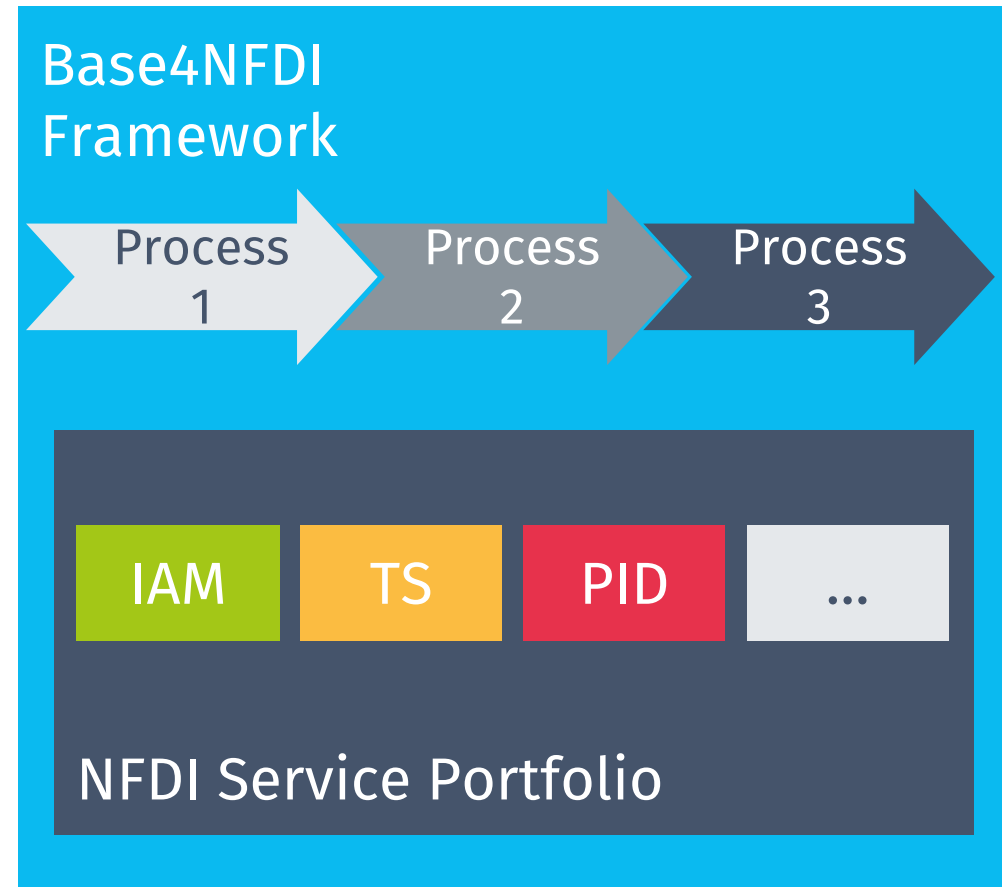 Base4NFDI
Framework
Process
1
Process
2
Process
3
IAM
TS
PID
...
NFDI Service Portfolio